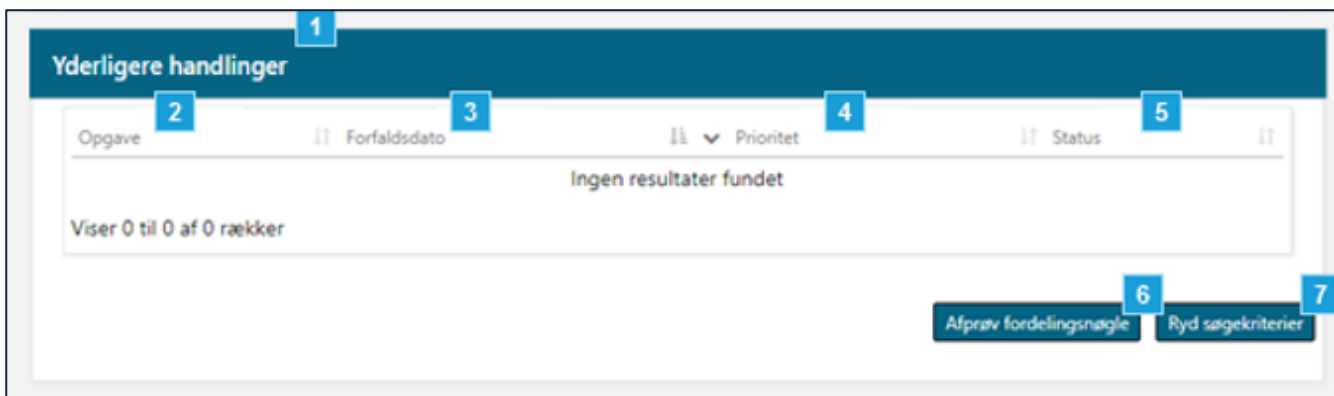 1
Yderligere handlinger
2 3 4 5
Opgave Forfaldsdato Prioritet Status
Ingen resultater fundet
Viser 0 til 0 af 0 rækker
6 7
Afprøv fordelingsnøgle Ryd søgekriterier